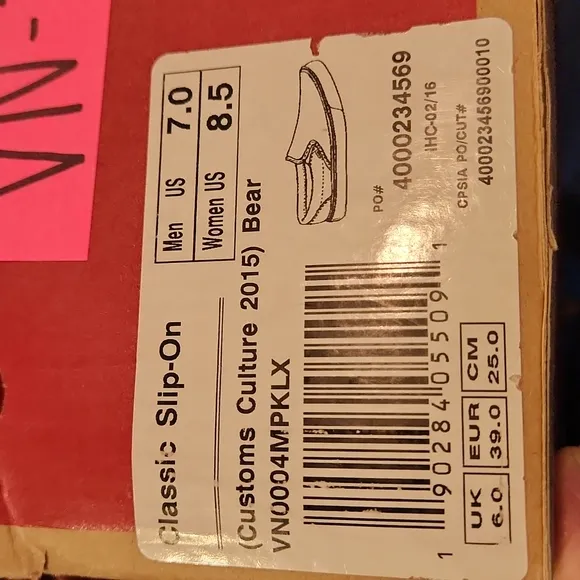 VN-
Classic Slip-On
Men US 7.0
Women US 8.5
(Customs Culture 2015) Bear
VN0004MPKLX
1 90284 05509 1
UK EUR CM
6.0 39.0 25.0
PO#
4000234569
IHC-02/16
CPSIA PO/CUT#
400023456900010